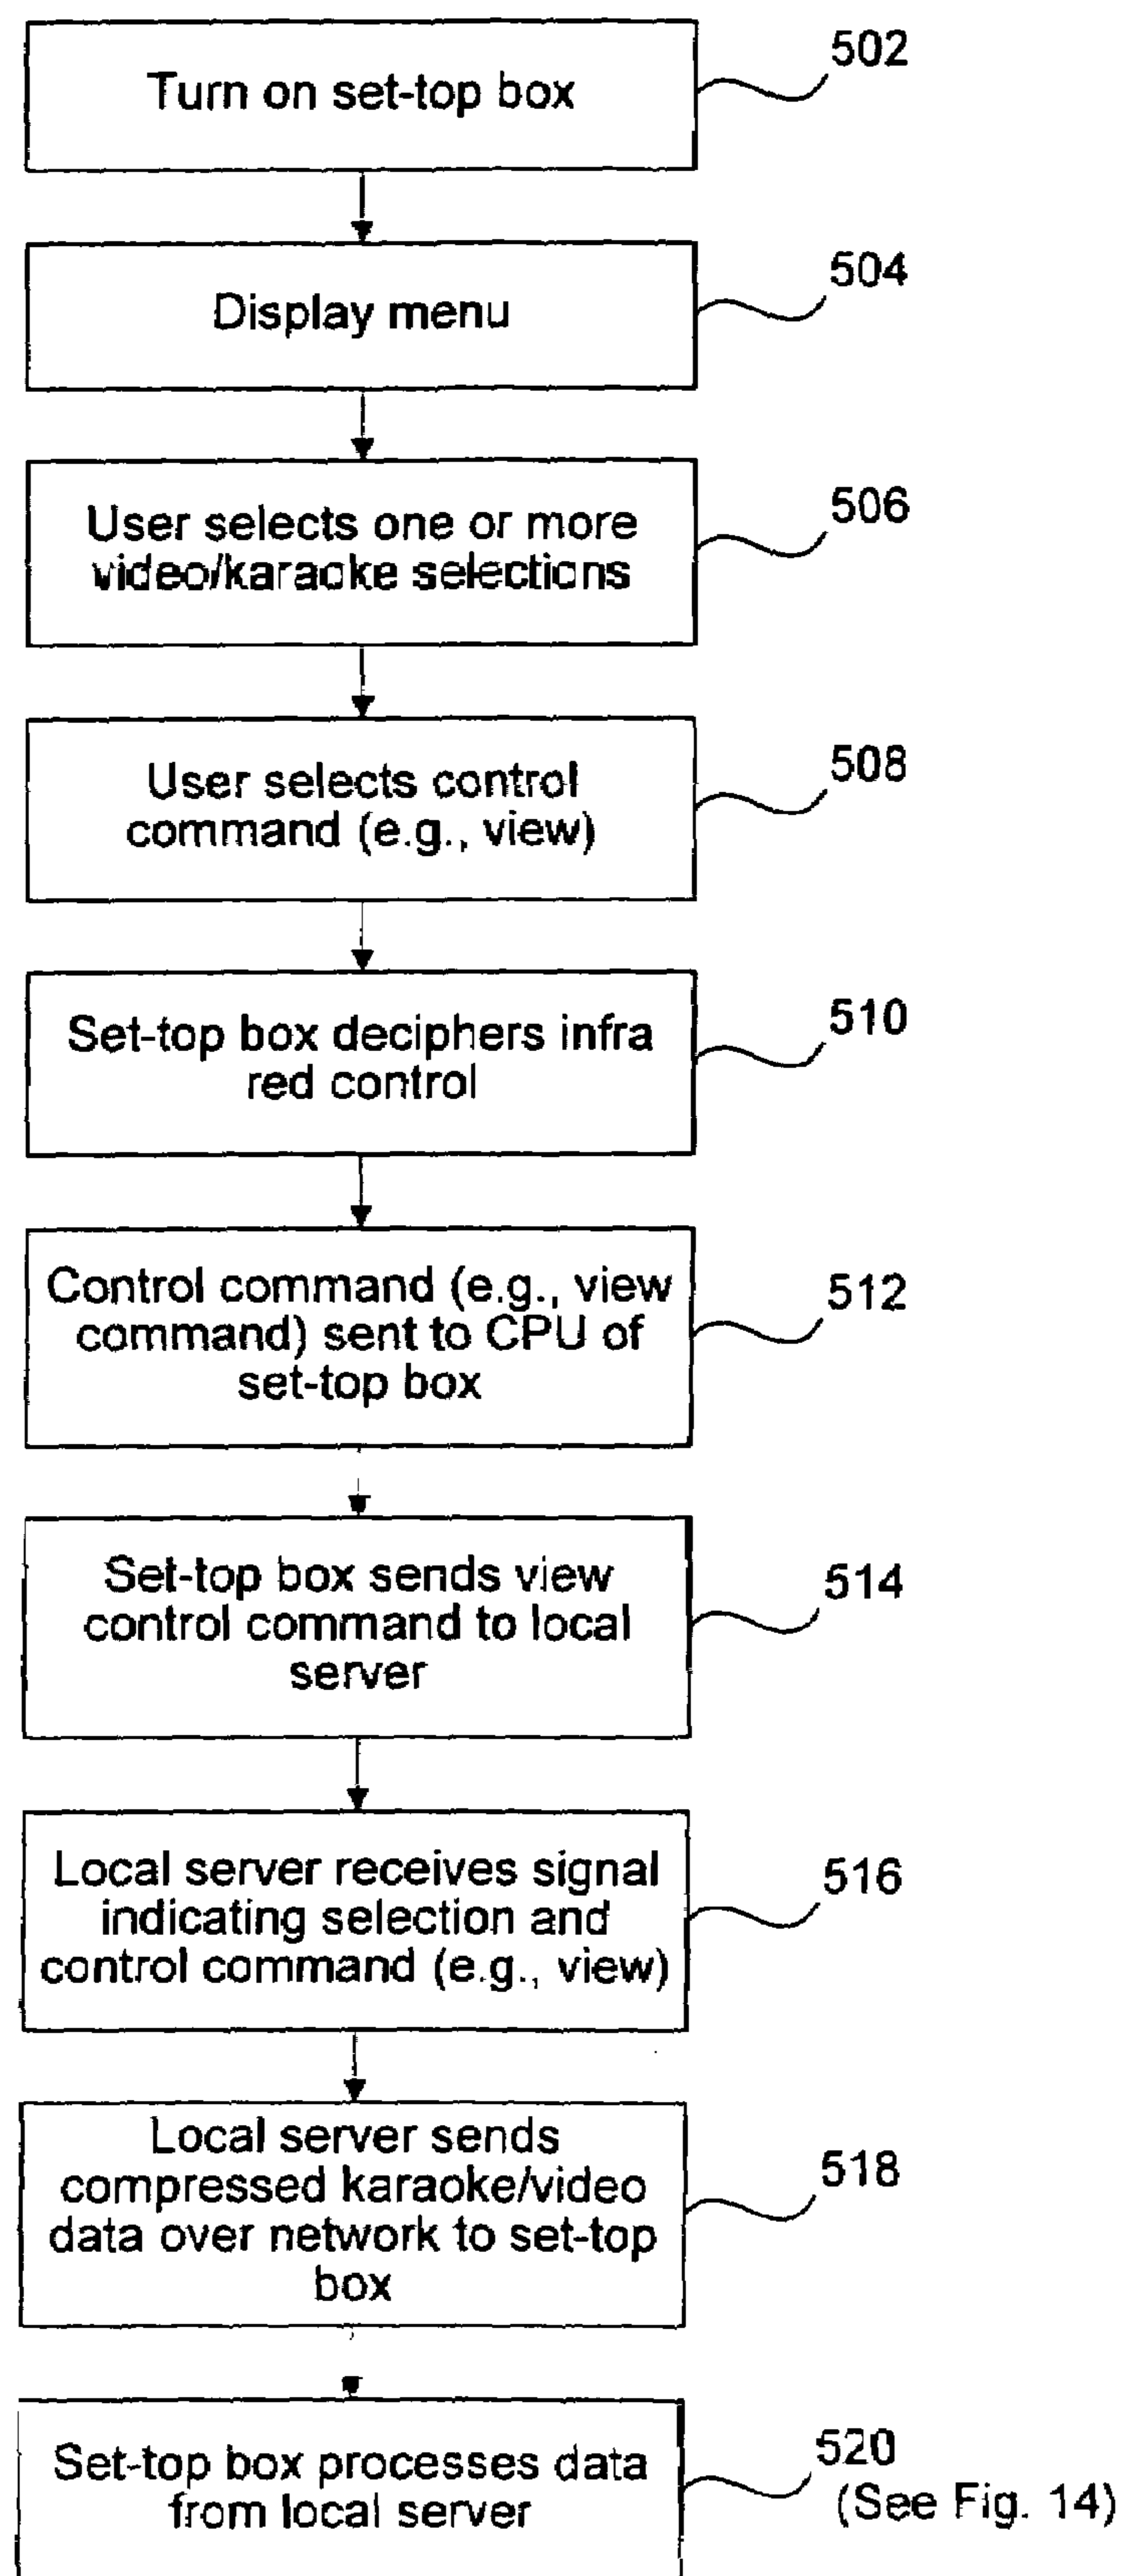 Turn on set-top box
502
Display menu
504
User selects one or more
video/karaoke selections
506
User selects control
command (e.g., view)
508
Set-top box deciphers infra
red control
510
Control command (e.g., view
command) sent to CPU of
set-top box
512
Set-top box sends view
control command to local
server
514
Local server receives signal
indicating selection and
control command (e.g., view)
516
Local server sends
compressed karaoke/video
data over network to set-top
box
518
Set-top box processes data
from local server
520
(See Fig. 14)